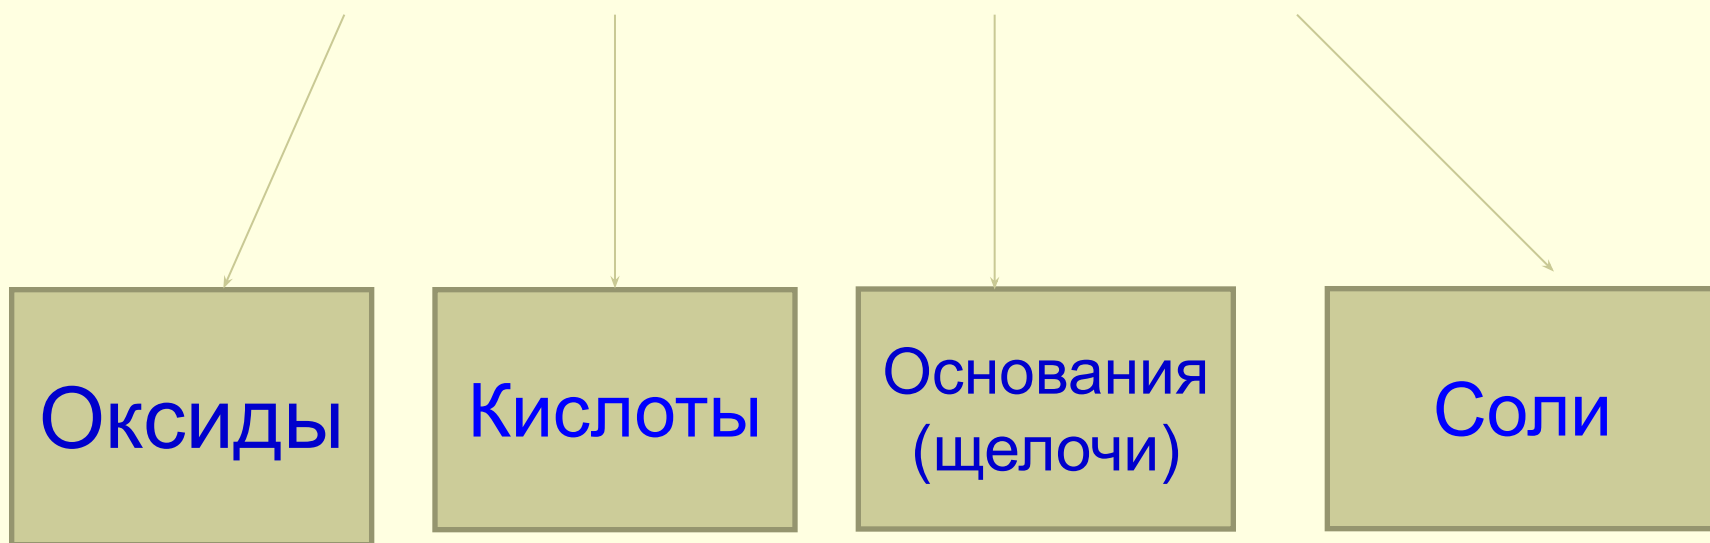 Оксиды
Кислоты
Основания
(щелочи)
Соли